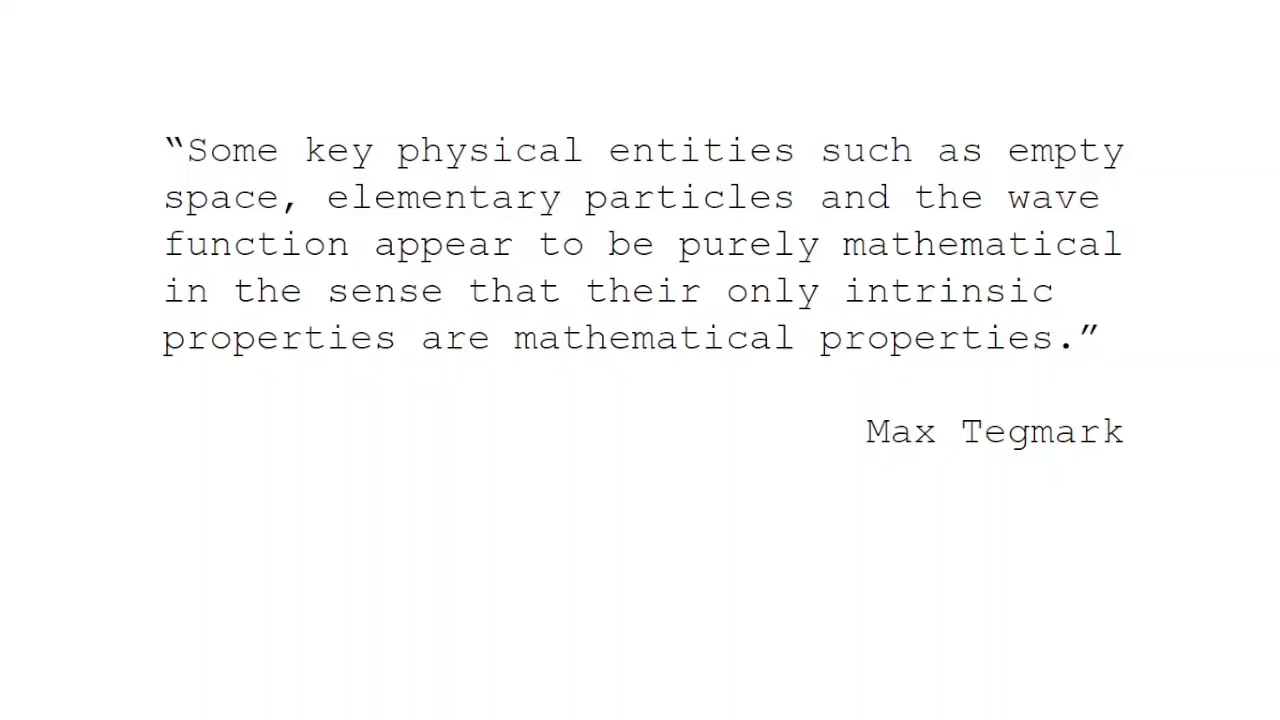 “Some key physical entities such as empty
space, elementary particles and the wave
function appear to be purely mathematical
in the sense that their only intrinsic
properties are mathematical properties.”
Max Tegmark